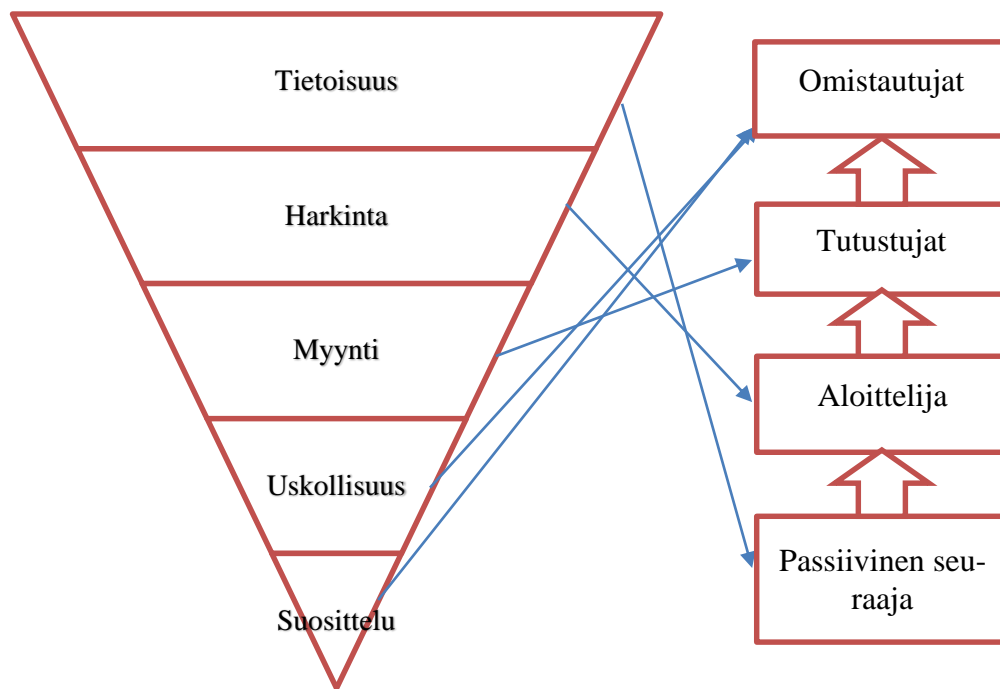 Tietoisuus
Harkinta
Myynti
Uskollisuus
Suosittelu
Omistautujat
Tutustujat
Aloittelija
Passiivinen seu-
raaja